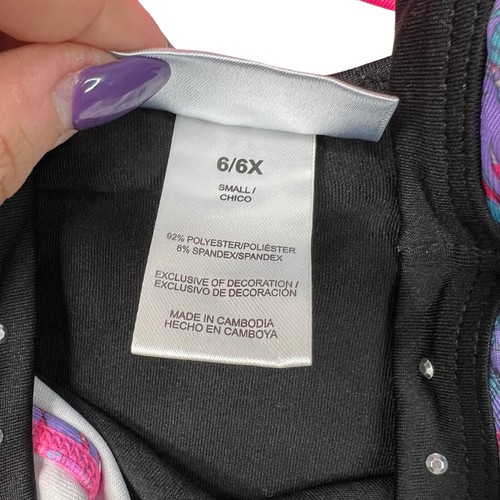 6/6X
SMALL/
CHICO
92% POLYESTER/POLIÉSTER
8% SPANDEX/SPANDEX
EXCLUSIVE OF DECORATION/
EXCLUSIVO DE DECORACIÓN
MADE IN CAMBODIA
HECHO EN CAMBOYA